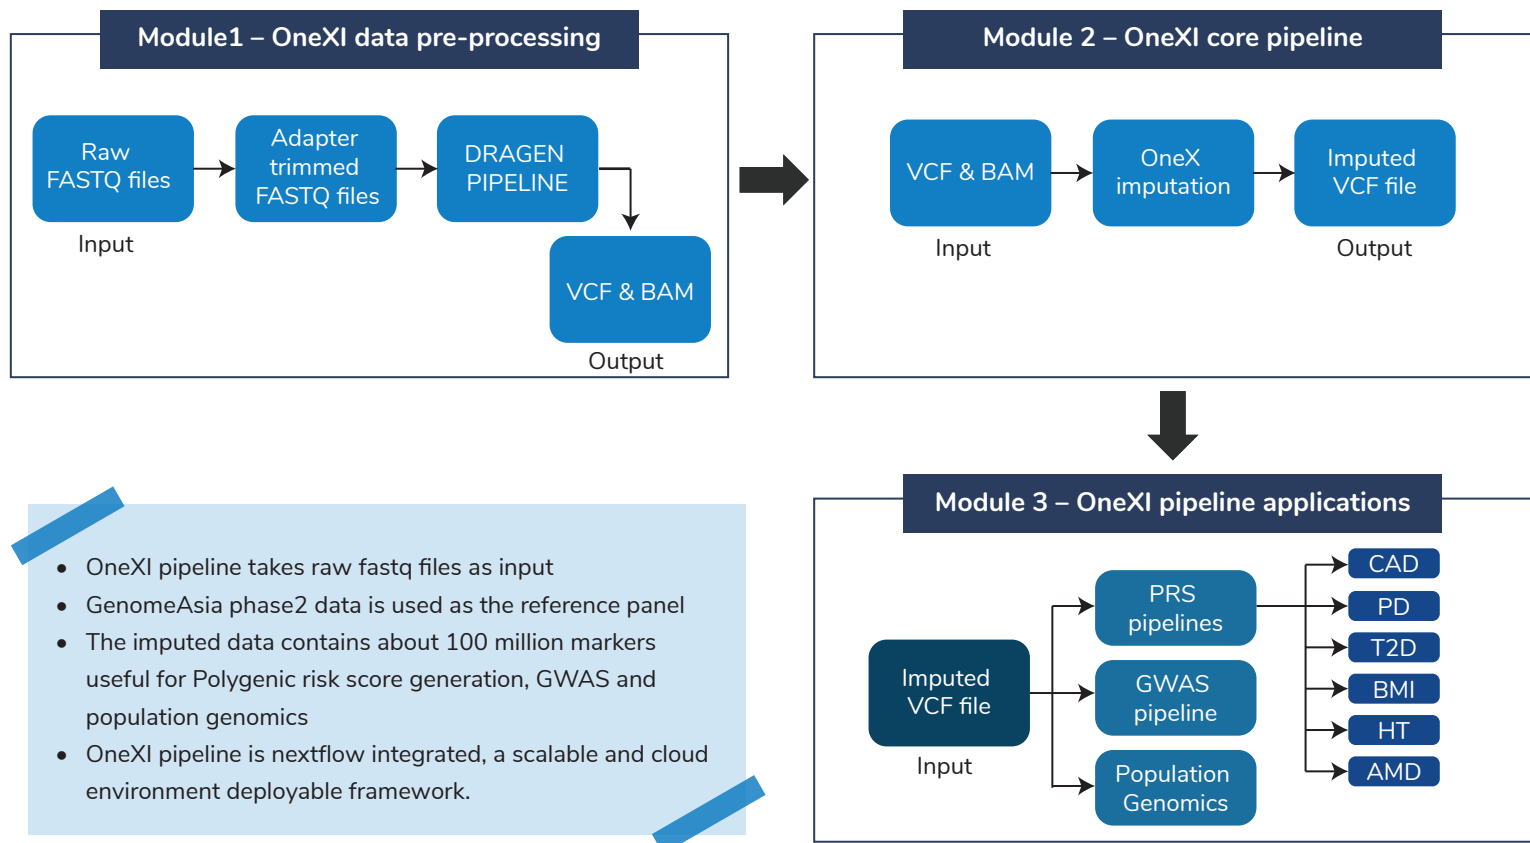 Module1 – OneXI data pre-processing
Raw
FASTQ files
Input
Adapter
trimmed
FASTQ files
DRAGEN
PIPELINE
VCF & BAM
Output
Module 2 – OneXI core pipeline
VCF & BAM
Input
OneX
imputation
Imputed
VCF file
Output
• OneXI pipeline takes raw fastq files as input
• GenomeAsia phase2 data is used as the reference panel
• The imputed data contains about 100 million markers
useful for Polygenic risk score generation, GWAS and
population genomics
• OneXI pipeline is nextflow integrated, a scalable and cloud
environment deployable framework.
Module 3 – OneXI pipeline applications
Imputed
VCF file
Input
PRS
pipelines
GWAS
pipeline
Population
Genomics
CAD
PD
T2D
BMI
HT
AMD